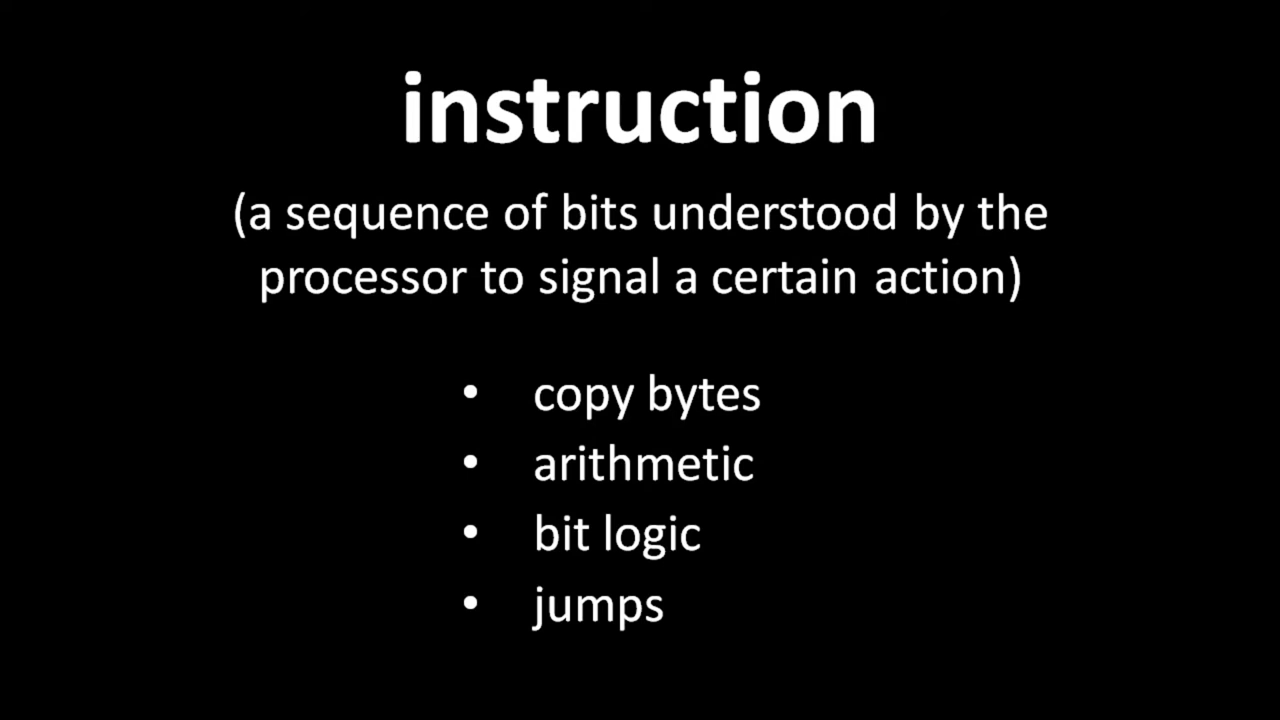 instruction
(a sequence of bits understood by the
processor to signal a certain action)
• copy bytes
• arithmetic
• bit logic
• jumps